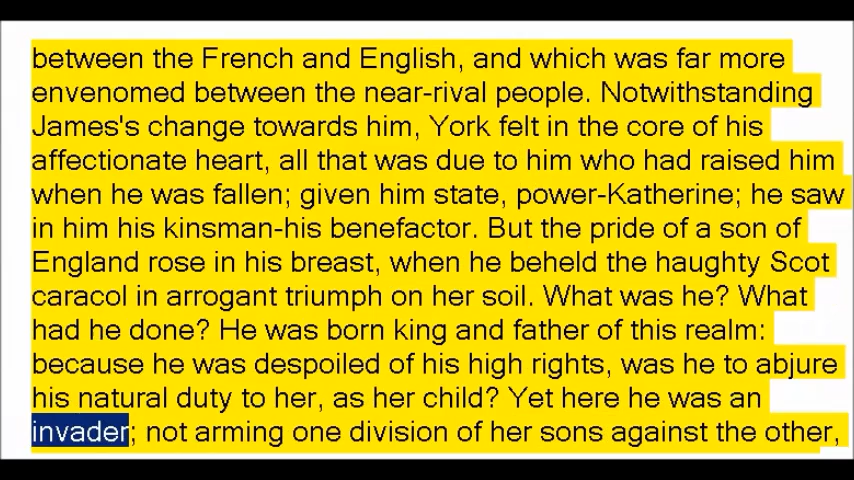 between the French and English, and which was far more
envenomed between the near-rival people. Notwithstanding
James's change towards him, York felt in the core of his
affectionate heart, all that was due to him who had raised him
when he was fallen; given him state, power-Katherine; he saw
in him his kinsman-his benefactor. But the pride of a son of
England rose in his breast, when he beheld the haughty Scot
caracol in arrogant triumph on her soil. What was he? What
had he done? He was born king and father of this realm:
because he was despoiled of his high rights, was he to abjure
his natural duty to her, as her child? Yet here he was an
invader; not arming one division of her sons against the other,